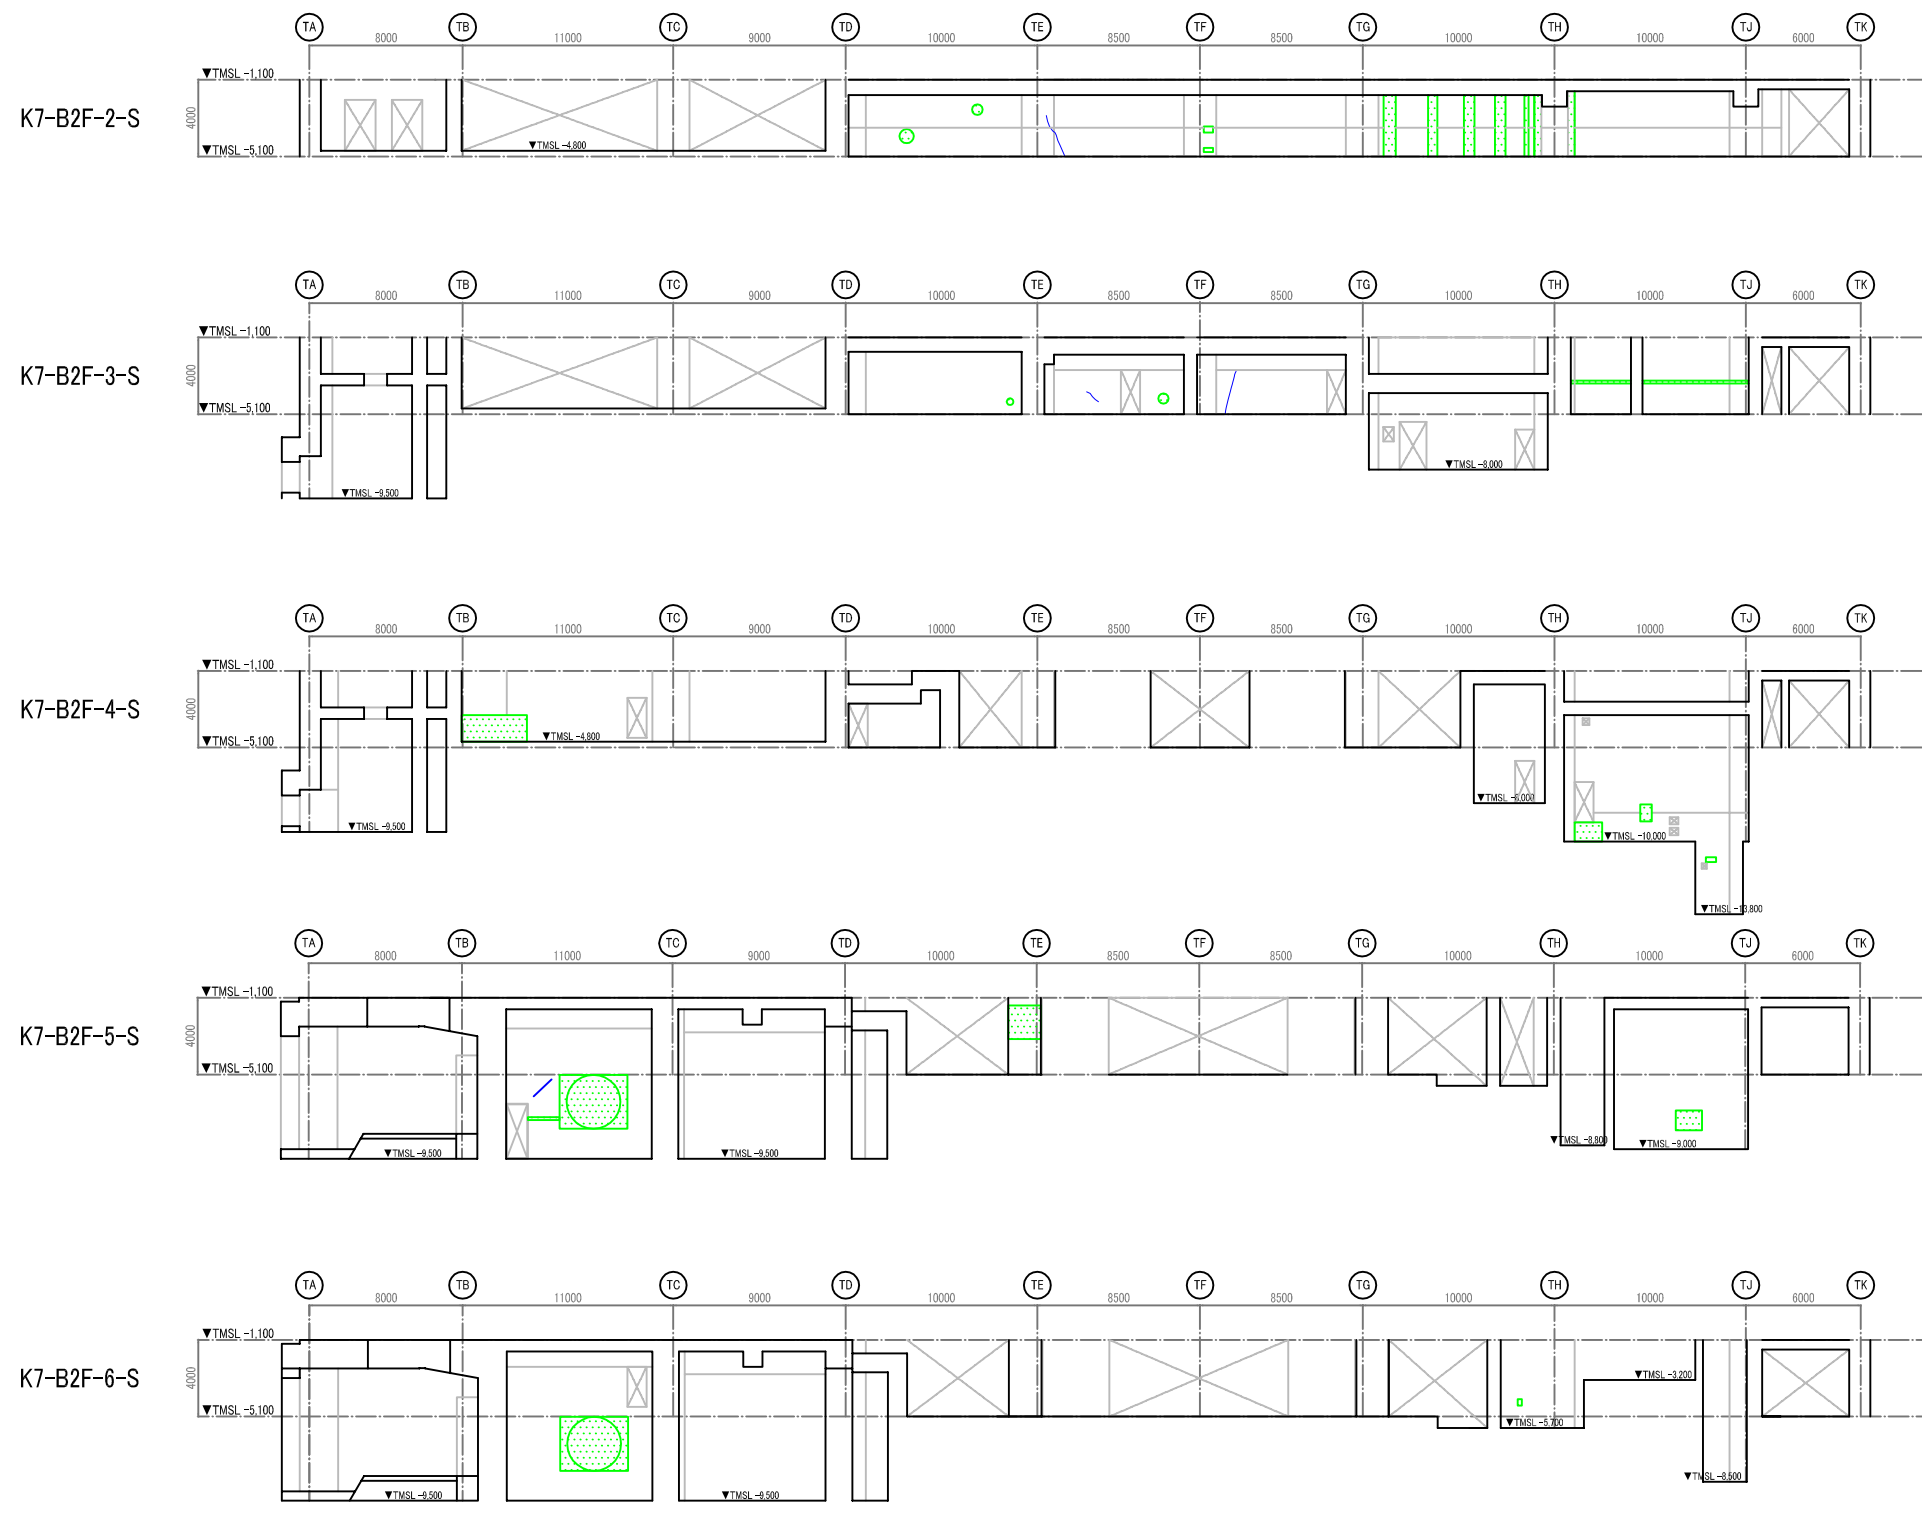 TA TB TC TD TE TF TG TH TJ TK
8000 11000 9000 10000 8500 8500 10000 10000 6000
▼TMSL -1,100
K7-B2F-2-S
4000
▼TMSL -4,800
▼TMSL -5,100
TA TB TC TD TE TF TG TH TJ TK
8000 11000 9000 10000 8500 8500 10000 10000 6000
▼TMSL -1,100
K7-B2F-3-S
4000
▼TMSL -5,100
▼TMSL -8,000
▼TMSL -9,500
TA TB TC TD TE TF TG TH TJ TK
8000 11000 9000 10000 8500 8500 10000 10000 6000
▼TMSL -1,100
K7-B2F-4-S
4000
▼TMSL -4,800
▼TMSL -5,100
▼TMSL -8,000
▼TMSL -9,500
▼TMSL -10,000
▼TMSL -13,800
TA TB TC TD TE TF TG TH TJ TK
8000 11000 9000 10000 8500 8500 10000 10000 6000
▼TMSL -1,100
K7-B2F-5-S
4000
▼TMSL -5,100
▼TMSL -8,800
▼TMSL -9,000
▼TMSL -9,500
▼TMSL -9,500
TA TB TC TD TE TF TG TH TJ TK
8000 11000 9000 10000 8500 8500 10000 10000 6000
▼TMSL -1,100
K7-B2F-6-S
4000
▼TMSL -3,200
▼TMSL -5,100
▼TMSL -5,700
▼TMSL -8,500
▼TMSL -9,500
▼TMSL -9,500